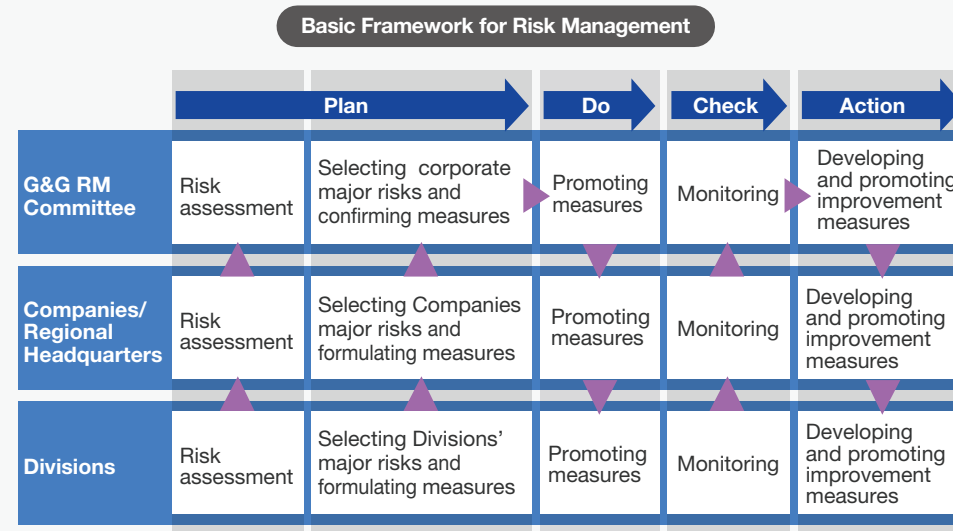 Basic Framework for Risk Management
Plan
Do
Check
Action
G&G RM
Committee
Risk
assessment
Selecting corporate
major risks and
confirming measures
Promoting
measures
Monitoring
Developing
and promoting
improvement
measures
Companies/
Regional
Headquarters
Risk
assessment
Selecting Companies
major risks and
formulating measures
Promoting
measures
Monitoring
Developing
and promoting
improvement
measures
Divisions
Risk
assessment
Selecting Divisions’
major risks and
formulating measures
Promoting
measures
Monitoring
Developing
and promoting
improvement
measures